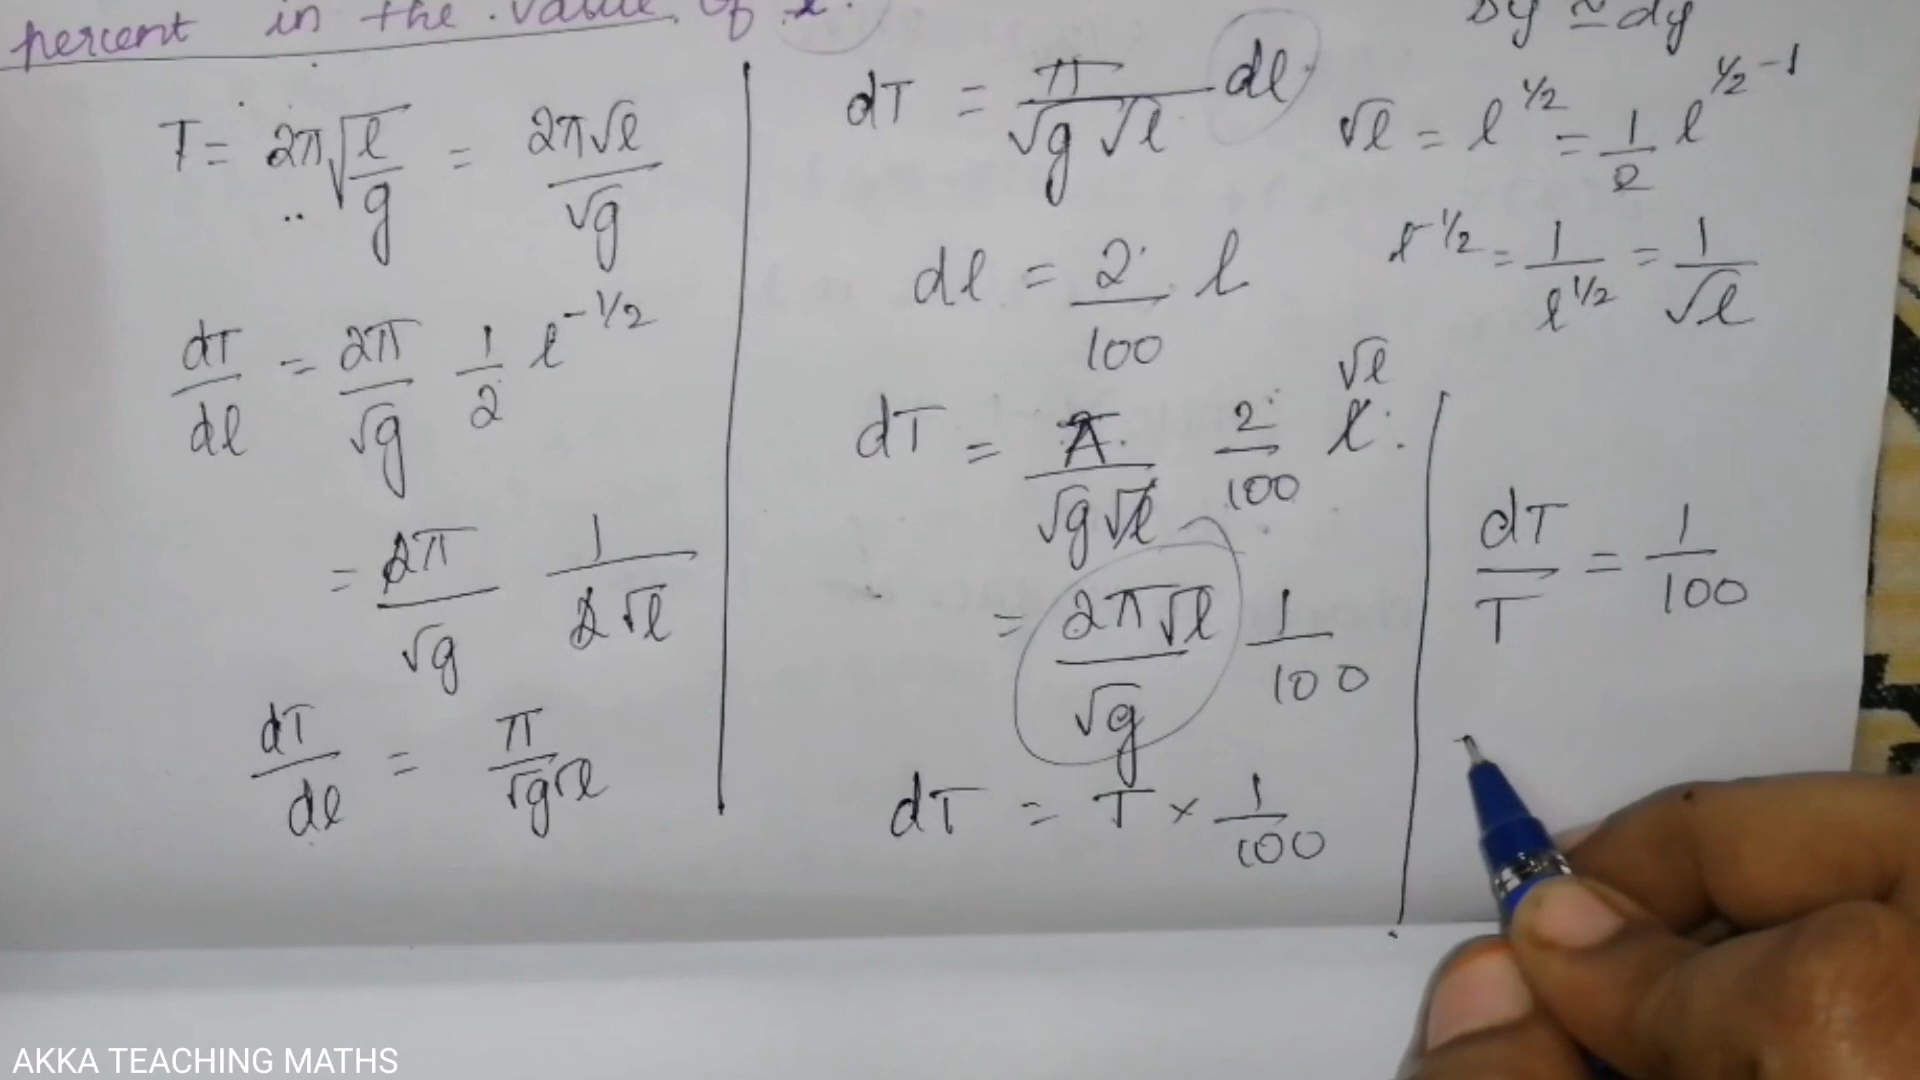 percent in the value of l.
Δy ≃ dy
T = 2π√(l/g) = 2π√l/√g
dT/dl = 2π/√g 1/2 l^(-1/2)
= 2π/√g 1/(2√l)
dT/dl = π/(√g√l)
dT = π/(√g√l) dl
dl = 2/100 l
dT = π/(√g√l) 2/100 l √l
= 2π√l/√g 1/100
dT = T × 1/100
√l = l^(1/2) = 1/2 l^(1/2-1)
l^(-1/2) = 1/l^(1/2) = 1/√l
dT/T = 1/100
AKKA TEACHING MATHS